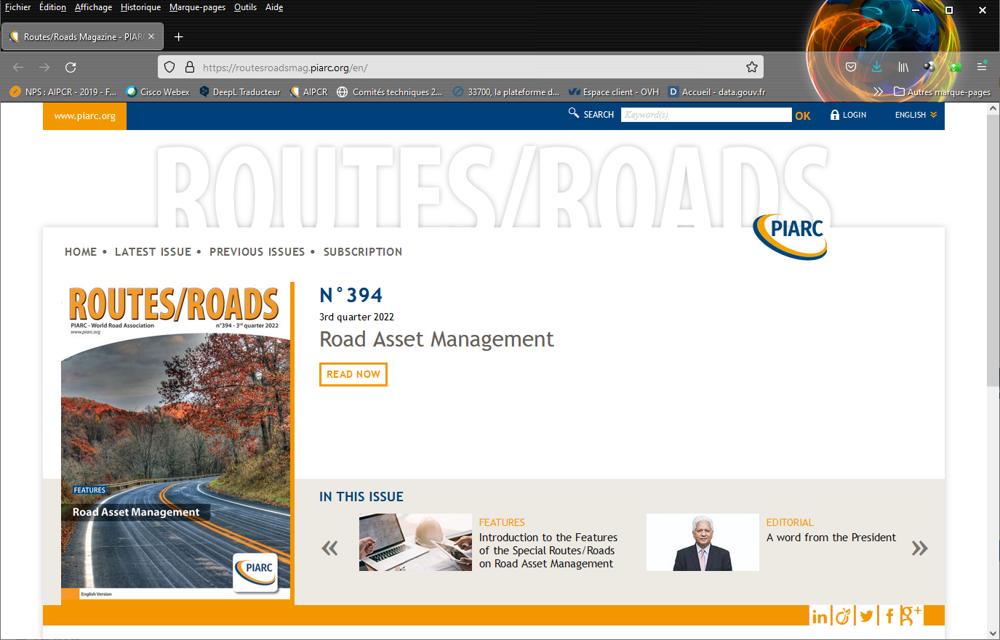 Fichier Édition Affichage Historique Marque-pages Outils Aide
Routes/Roads Magazine - PIARC
https://routesroadsmag.piarc.org/en/
NPS : AIPCR - 2019 - F... Cisco Webex DeepL Traducteur AIPCR Comités techniques 2... 33700, la plateforme d... Espace client - OVH Accueil - data.gouv.fr Autres marque-pages
www.piarc.org SEARCH Keyword(s) OK LOGIN ENGLISH
ROUTES/ROADS
PIARC
HOME • LATEST ISSUE • PREVIOUS ISSUES • SUBSCRIPTION
ROUTES/ROADS
PIARC - World Road Association n°394 - 3rd quarter 2022
www.piarc.org
FEATURES
Road Asset Management
PIARC
English Version
N°394
3rd quarter 2022
Road Asset Management
READ NOW
IN THIS ISSUE
FEATURES
Introduction to the Features
of the Special Routes/Roads
on Road Asset Management
EDITORIAL
A word from the President
in f g+